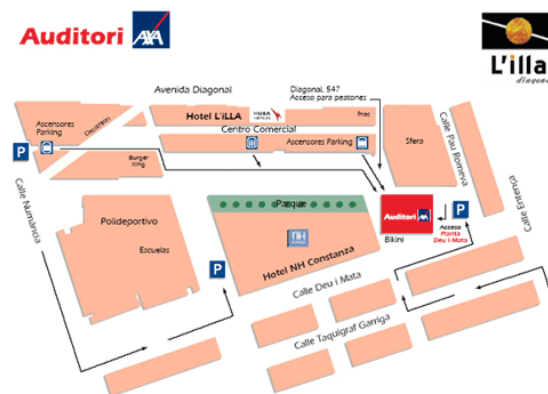 Auditori AXA
L'illa
diagonal
Avenida Diagonal
Diagonal, 547
Acceso para peatones
Hotel L'iLLA
fnac
Centro Comercial
Ascensores Parking
Decathlon
Ascensores Parking
Sfera
Calle Pau Romeva
P
Burger
King
Calle Numància
Calle Entença
Polideportivo
Parque
Auditori AXA
P
Escuelas
nh
Bikini
Acceso
Planta
Deu i Mata
P
Hotel NH Constanza
Calle Deu i Mata
Calle Taquígraf Garriga